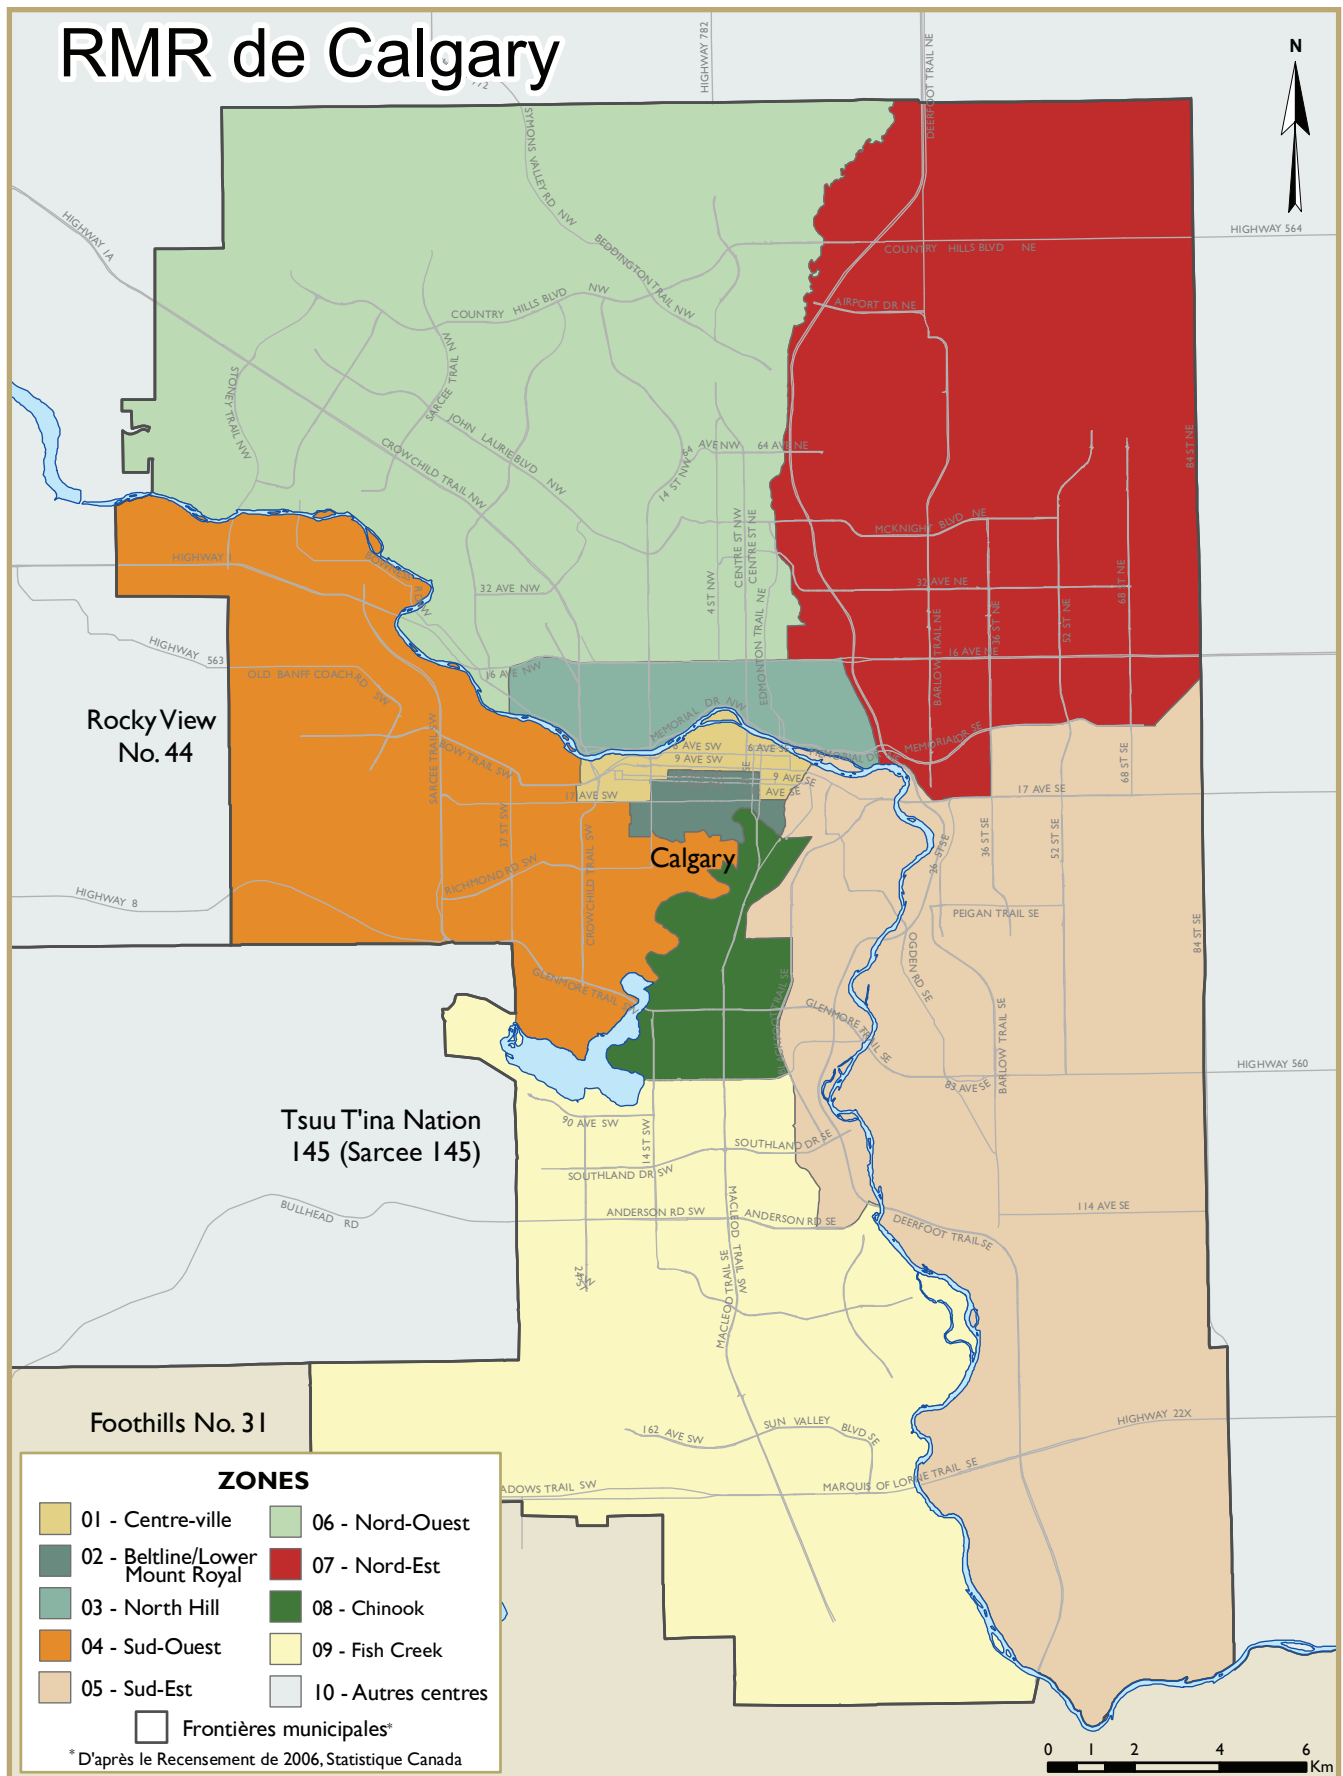 RMR de Calgary
HIGHWAY 782
DEERFOOT TRAIL NE
N
SYMONS VALLEY RD NW
HIGHWAY 1A
BEDDINGTON TRAIL NW
HIGHWAY 564
COUNTRY HILLS BLVD NE
AIRPORT DR NE
COUNTRY HILLS BLVD NW
SARCEE TRAIL NW
STONEY TRAIL NW
JOHN LAURIE BLVD NW
CROWCHILD TRAIL NW
64 AVE NW
64 AVE NE
14 ST NW
84 ST NE
MCKNIGHT BLVD NE
CENTRE ST NW
CENTRE ST NE
HIGHWAY 1
32 AVE NW
32 AVE NE
4 ST NW
EDMONTON TRAIL NE
BARLOW TRAIL NE
36 ST NE
52 ST NE
68 ST NE
HIGHWAY 563
16 AVE NW
16 AVE NE
OLD BANFF COACH RD SW
Rocky View
No. 44
MEMORIAL DR NW
MEMORIAL DR SE
SARCEE TRAIL SW
BOW TRAIL SW
6 AVE SW
6 AVE SE
9 AVE SW
9 AVE SE
17 AVE SW
AVE SE
17 AVE SE
68 ST SE
37 ST SW
CROWCHILD TRAIL SW
Calgary
RICHMOND RD SW
HIGHWAY 8
26 ST SE
36 ST SE
52 ST SE
PEIGAN TRAIL SE
84 ST SE
OGDEN RD SE
GLENMORE TRAIL SW
BLACKFOOT TRAIL SE
GLENMORE TRAIL SE
BARLOW TRAIL SE
HIGHWAY 560
83 AVE SE
Tsuu T'ina Nation
145 (Sarcee 145)
90 AVE SW
14 ST SW
SOUTHLAND DR SE
SOUTHLAND DR SW
BULLHEAD RD
ANDERSON RD SW
ANDERSON RD SE
MACLEOD TRAIL SW
DEERFOOT TRAIL SE
114 AVE SE
MACLEOD TRAIL SE
Foothills No. 31
162 AVE SW
SUN VALLEY BLVD SE
HIGHWAY 22X
MARQUIS OF LORNE TRAIL SE
ADOWS TRAIL SW
ZONES
01 - Centre-ville
02 - Beltline/Lower
Mount Royal
03 - North Hill
04 - Sud-Ouest
05 - Sud-Est
06 - Nord-Ouest
07 - Nord-Est
08 - Chinook
09 - Fish Creek
10 - Autres centres
Frontières municipales*
* D'après le Recensement de 2006, Statistique Canada
0 1 2 4 6
Km